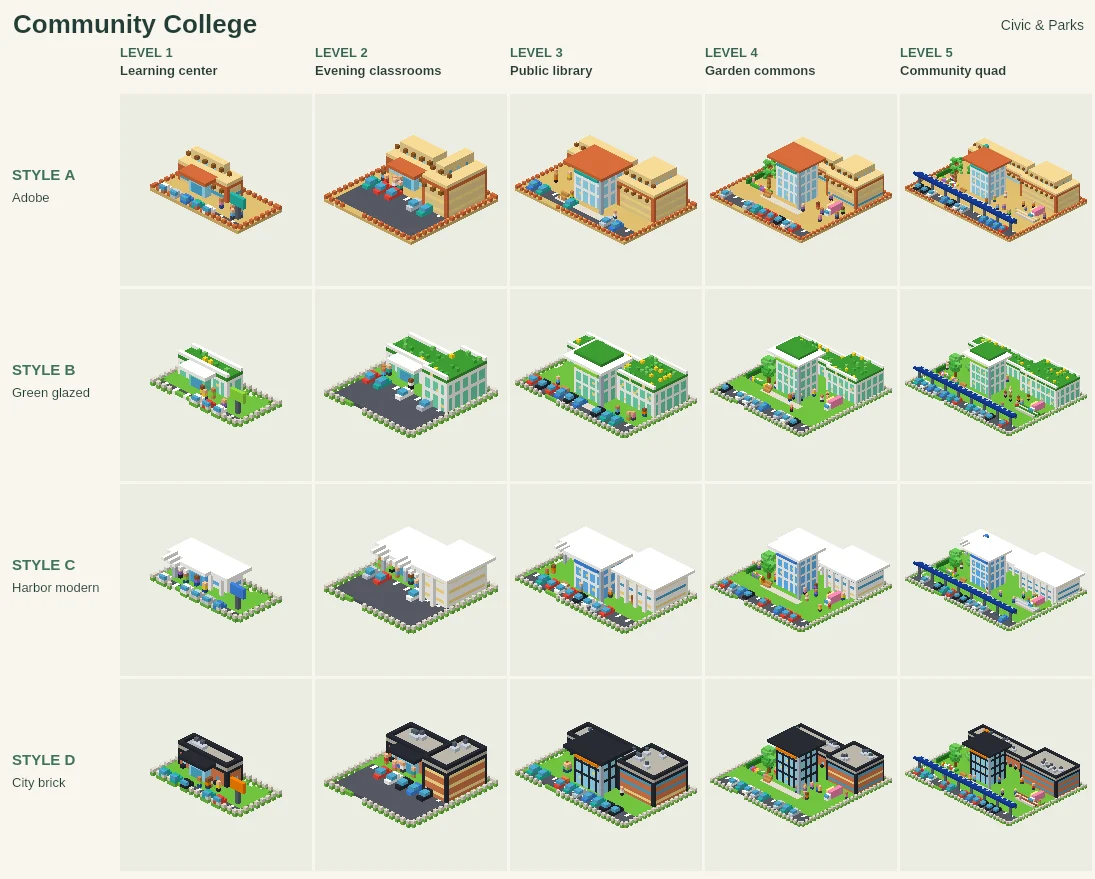 Community College
Civic & Parks
LEVEL 1
Learning center
LEVEL 2
Evening classrooms
LEVEL 3
Public library
LEVEL 4
Garden commons
LEVEL 5
Community quad
STYLE A
Adobe
STYLE B
Green glazed
STYLE C
Harbor modern
STYLE D
City brick